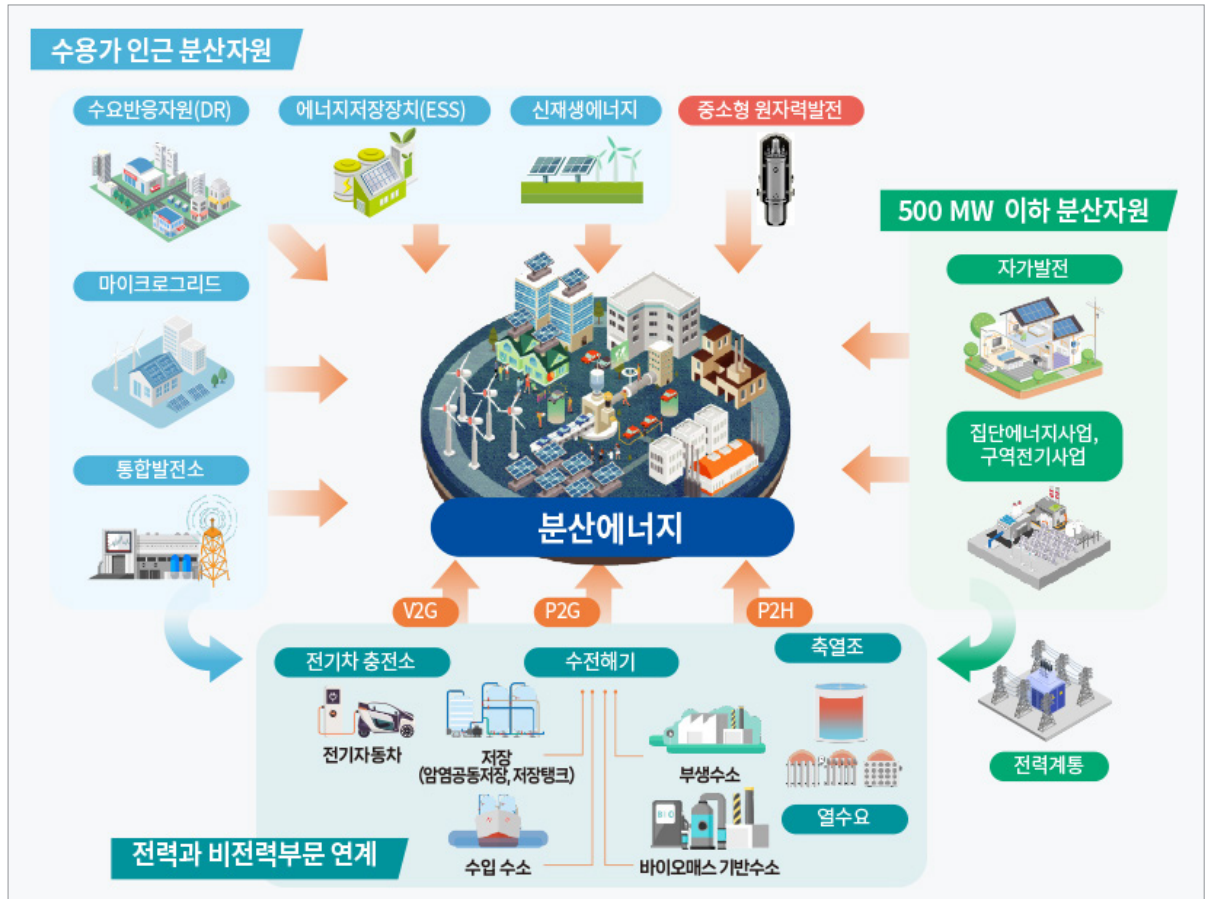 수용가 인근 분산자원
수요반응자원(DR)
에너지저장장치(ESS)
신재생에너지
중소형 원자력발전
500 MW 이하 분산자원
마이크로그리드
자가발전
통합발전소
집단에너지사업,
구역전기사업
분산에너지
V2G
P2G
P2H
전기차 충전소
수전해기
축열조
전기자동차
저장
(암염공동저장, 저장탱크)
부생수소
전력계통
BIO
열수요
수입 수소
바이오매스 기반수소
전력과 비전력부문 연계